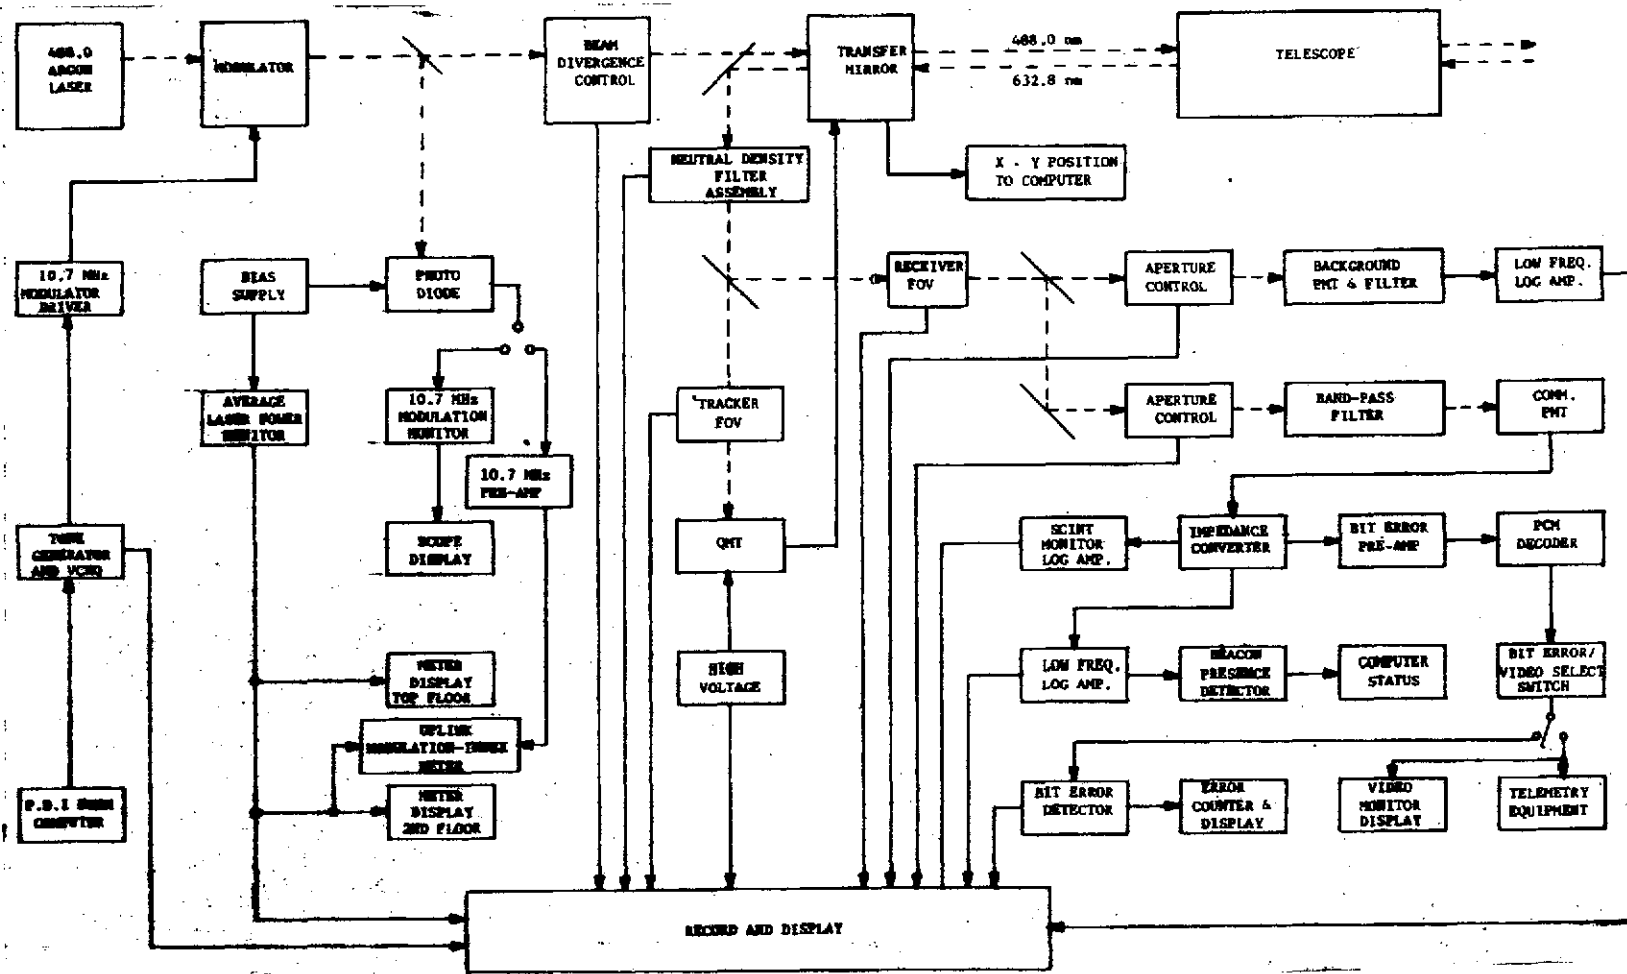 488.0
ARGON
LASER
MODULATOR
BEAM
DIVERGENCE
CONTROL
TRANSFER
MIRROR
488.0 nm
632.8 nm
TELESCOPE
NEUTRAL DENSITY
FILTER
ASSEMBLY
X - Y POSITION
TO COMPUTER
10.7 MHz
MODULATOR
DRIVER
BIAS
SUPPLY
PHOTO
DIODE
RECEIVER
FOV
APERTURE
CONTROL
BACKGROUND
PMT & FILTER
LOW FREQ.
LOG AMP.
AVERAGE
LASER POWER
MONITOR
10.7 MHz
MODULATION
MONITOR
TRACKER
FOV
APERTURE
CONTROL
BAND-PASS
FILTER
COMM.
PMT
10.7 MHz
PRE-AMP
TONE
GENERATOR
AND VCXO
SCOPE
DISPLAY
QMT
SCINT
MONITOR
LOG AMP.
IMPEDANCE
CONVERTER
BIT ERROR
PRE-AMP
PCM
DECODER
METER
DISPLAY
TOP FLOOR
HIGH
VOLTAGE
LOW FREQ.
LOG AMP.
BEACON
PRESENCE
DETECTOR
COMPUTER
STATUS
BIT ERROR/
VIDEO SELECT
SWITCH
UPLINK
MODULATION-INDEX
METER
COMPUTER
METER
DISPLAY
2ND FLOOR
BIT ERROR
DETECTOR
ERROR
COUNTER &
DISPLAY
VIDEO
MONITOR
DISPLAY
TELEMETRY
EQUIPMENT
RECORD AND DISPLAY